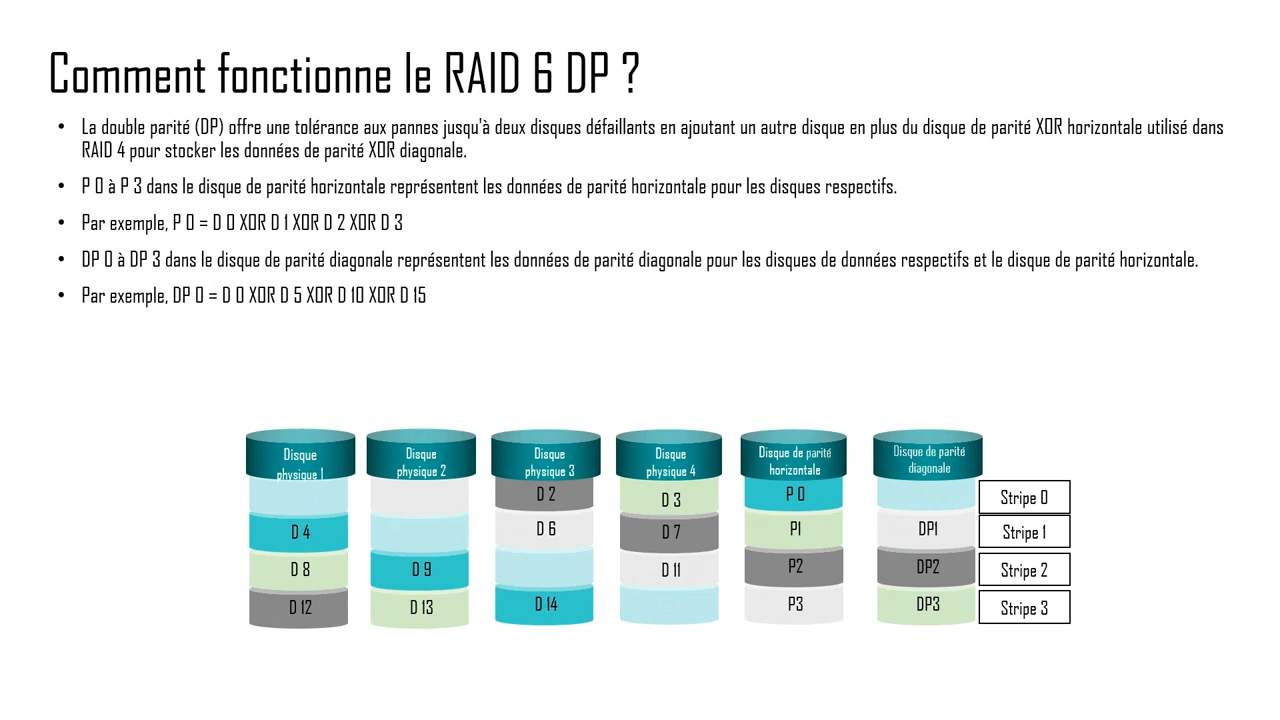 Comment fonctionne le RAID 6 DP ?
• La double parité (DP) offre une tolérance aux pannes jusqu'à deux disques défaillants en ajoutant un autre disque en plus du disque de parité XOR horizontale utilisé dans
RAID 4 pour stocker les données de parité XOR diagonale.
• P 0 à P 3 dans le disque de parité horizontale représentent les données de parité horizontale pour les disques respectifs.
• Par exemple, P 0 = D 0 XOR D 1 XOR D 2 XOR D 3
• DP 0 à DP 3 dans le disque de parité diagonale représentent les données de parité diagonale pour les disques de données respectifs et le disque de parité horizontale.
• Par exemple, DP 0 = D 0 XOR D 5 XOR D 10 XOR D 15
Disque
physique 1
D 4
D 8
D 12
Disque
physique 2
D 9
D 13
Disque
physique 3
D 2
D 6
D 14
Disque
physique 4
D 3
D 7
D 11
Disque de parité
horizontale
P 0
P1
P2
P3
Disque de parité
diagonale
DP1
DP2
DP3
Stripe 0
Stripe 1
Stripe 2
Stripe 3